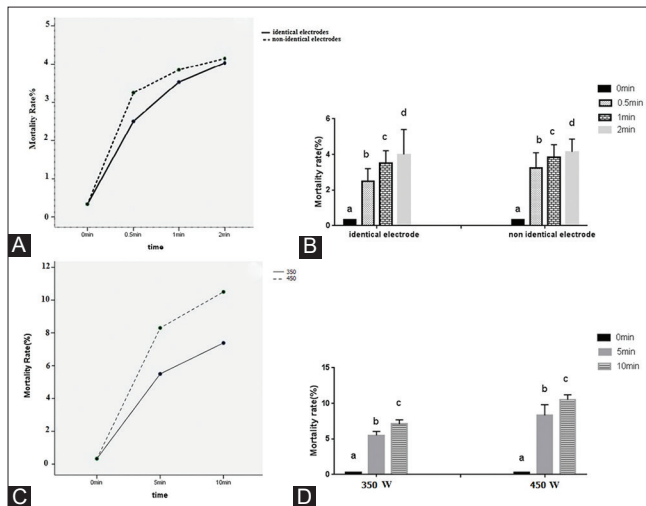 5
4
3
2
1
0
Mortality Rate%
0min 0.5min 1min 2min
time
identical electrodes
non-identical electrodes
A
6
4
2
0
Mortality rate(%)
a b c d
a b c d
identical electrode non identical electrode
0min
0.5min
1min
2min
B
12
10
8
6
4
2
0
Mortality Rate(%)
0min 5min 10min
time
350
450
C
15
10
5
0
Mortality rate(%)
a b c
a b c
350 W 450 W
0min
5min
10min
D